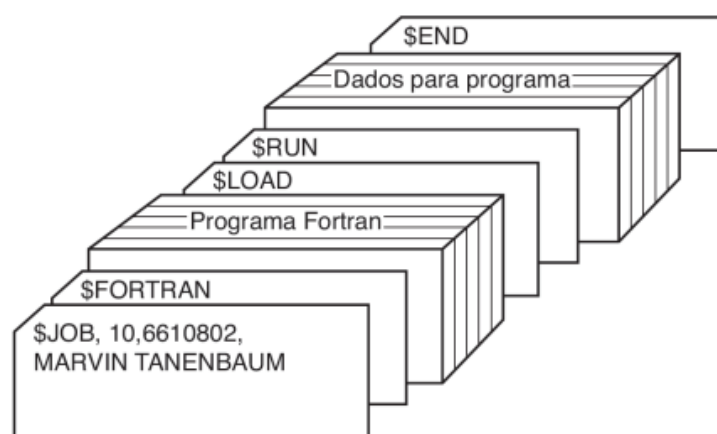 $END
Dados para programa
$RUN
$LOAD
Programa Fortran
$FORTRAN
$JOB, 10,6610802,
MARVIN TANENBAUM